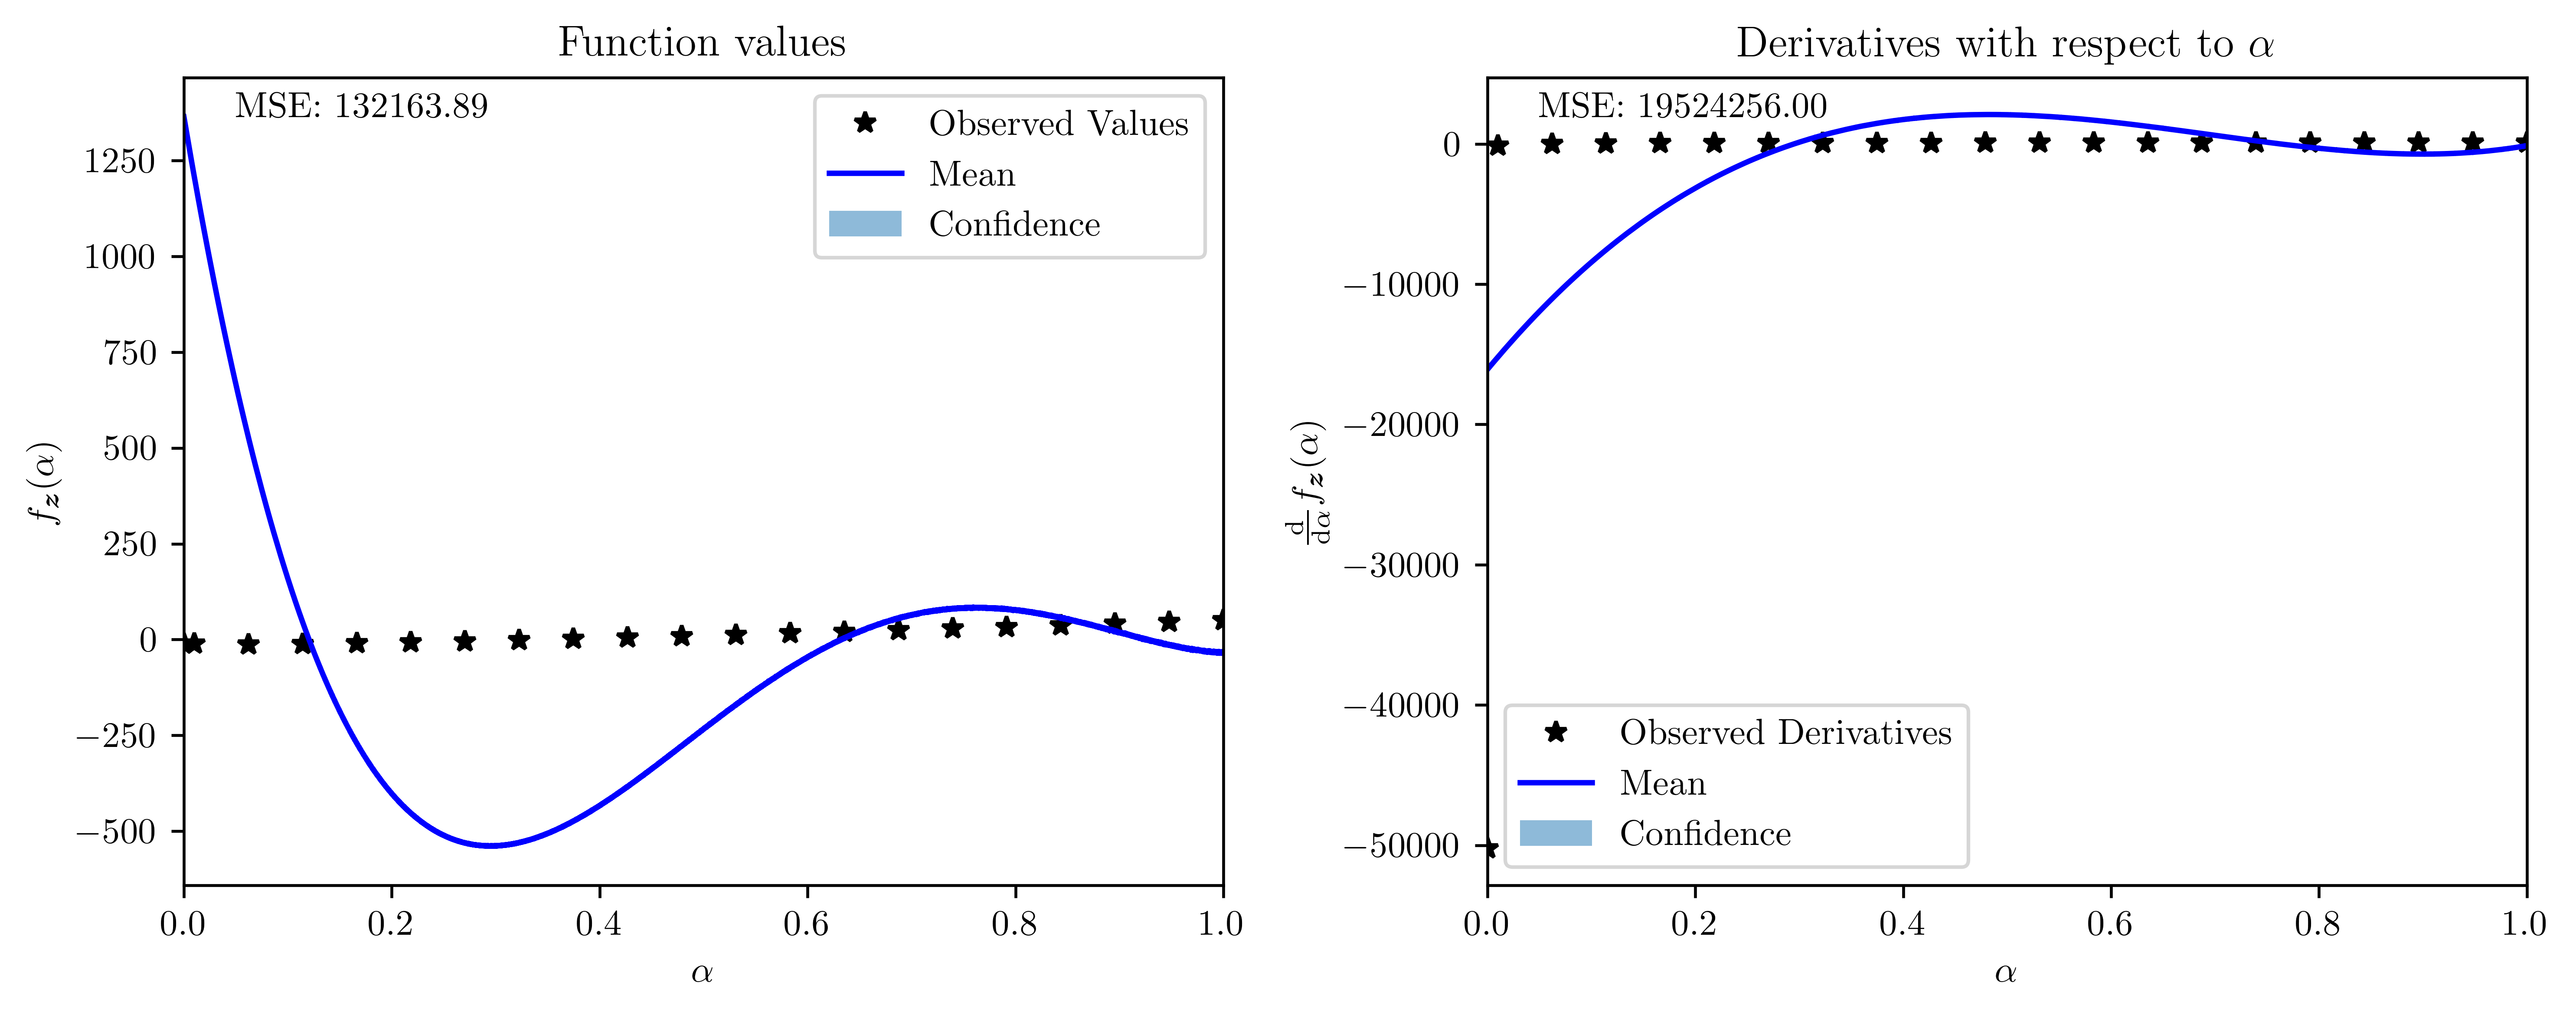 Function values
MSE: 132163.89
Observed Values
Mean
Confidence
1250
1000
750
500
250
0
−250
−500
f_z(α)
0.0 0.2 0.4 0.6 0.8 1.0
α
Derivatives with respect to α
MSE: 19524256.00
0
−10000
−20000
−30000
−40000
−50000
d/dα f_z(α)
Observed Derivatives
Mean
Confidence
0.0 0.2 0.4 0.6 0.8 1.0
α